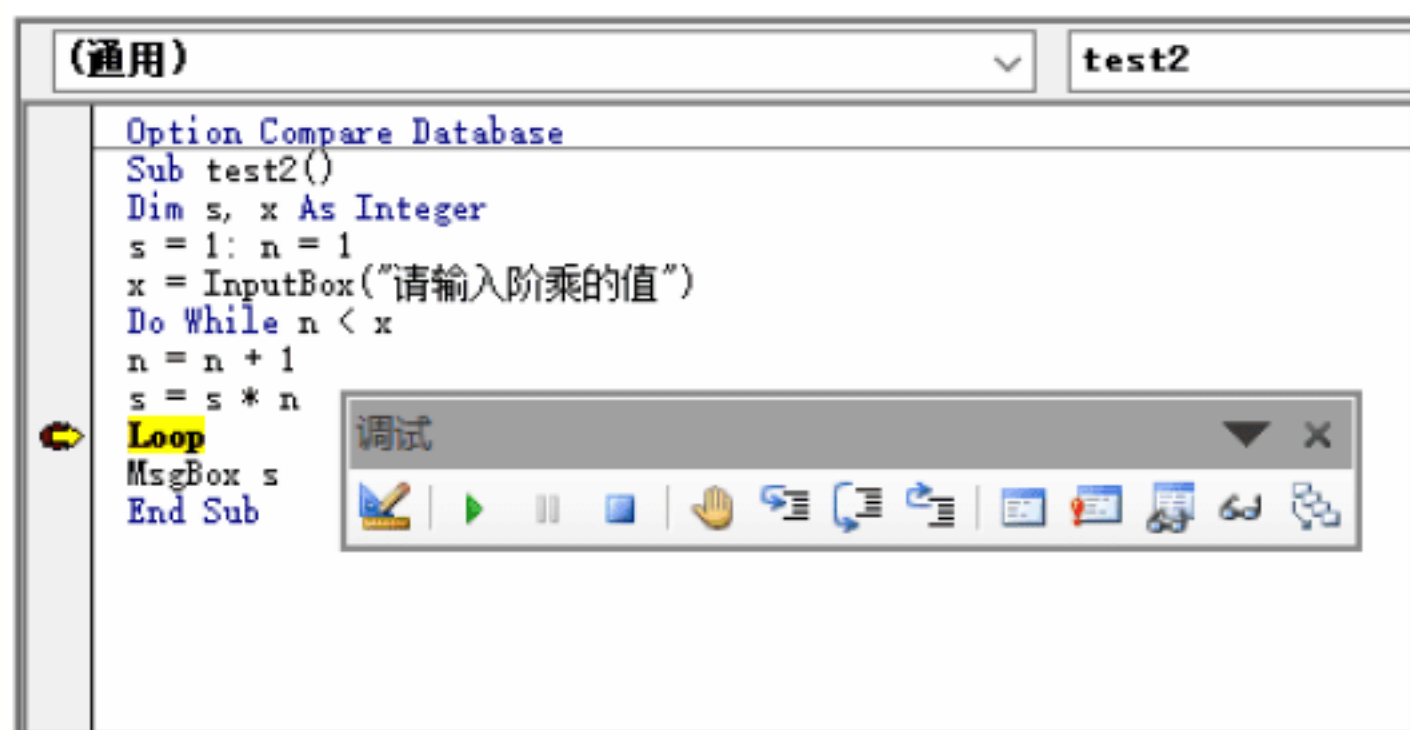 (通用)
test2
Option Compare Database
Sub test2()
Dim s, x As Integer
s = 1: n = 1
x = InputBox("请输入阶乘的值")
Do While n < x
n = n + 1
s = s * n
Loop
MsgBox s
End Sub
调试